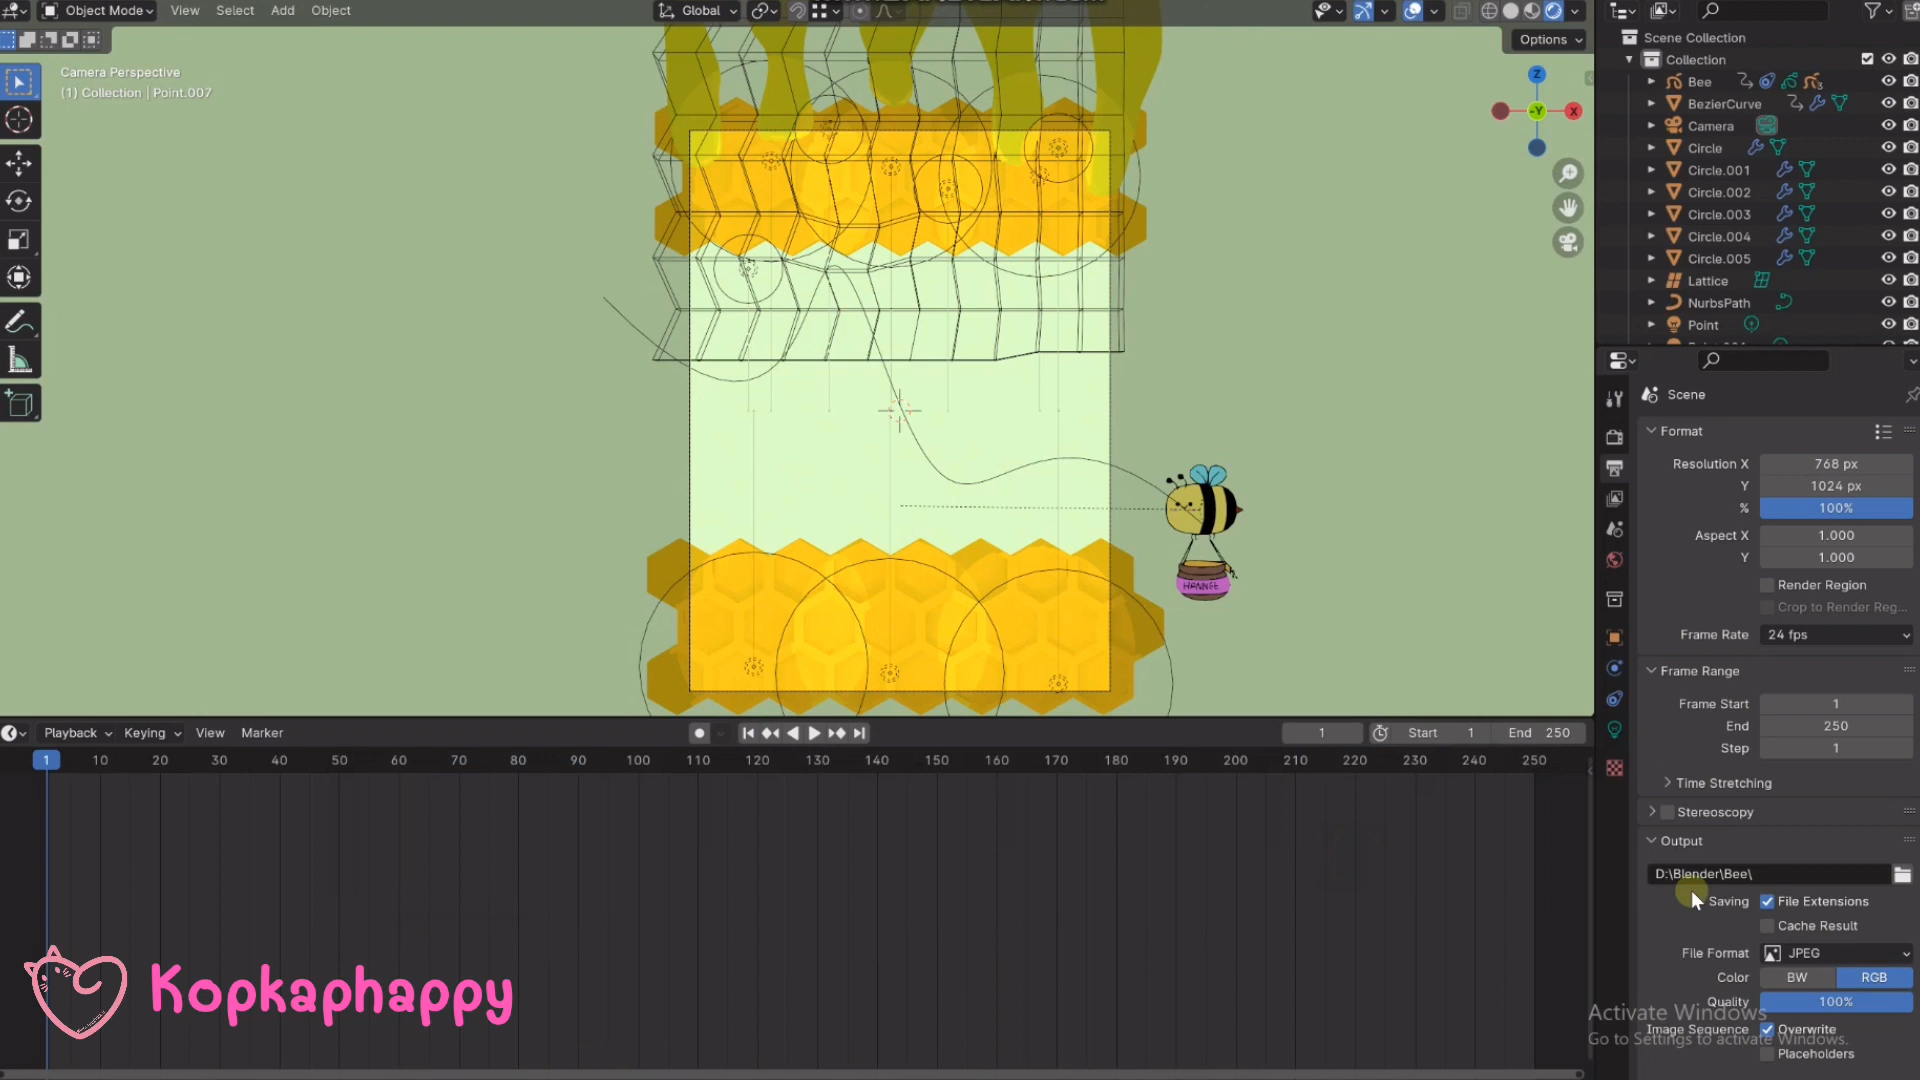 Object Mode View Select Add Object Global
Options
Camera Perspective
(1) Collection | Point.007
Z
-Y X
HANNEE
Scene Collection
Collection
Bee
BezierCurve
Camera
Circle
Circle.001
Circle.002
Circle.003
Circle.004
Circle.005
Lattice
NurbsPath
Point
Scene
Format
Resolution X 768 px
Y 1024 px
% 100%
Aspect X 1.000
Y 1.000
Render Region
Crop to Render Reg...
Frame Rate 24 fps
Frame Range
Frame Start 1
End 250
Step 1
Time Stretching
Stereoscopy
Output
D:\Blender\Bee\
Saving File Extensions
Cache Result
File Format JPEG
Color BW RGB
Quality 100%
Image Sequence Overwrite
Placeholders
Activate Windows
Go to Settings to activate Windows.
Playback Keying View Marker 1 Start 1 End 250
1 10 20 30 40 50 60 70 80 90 100 110 120 130 140 150 160 170 180 190 200 210 220 230 240 250
Kopkaphappy